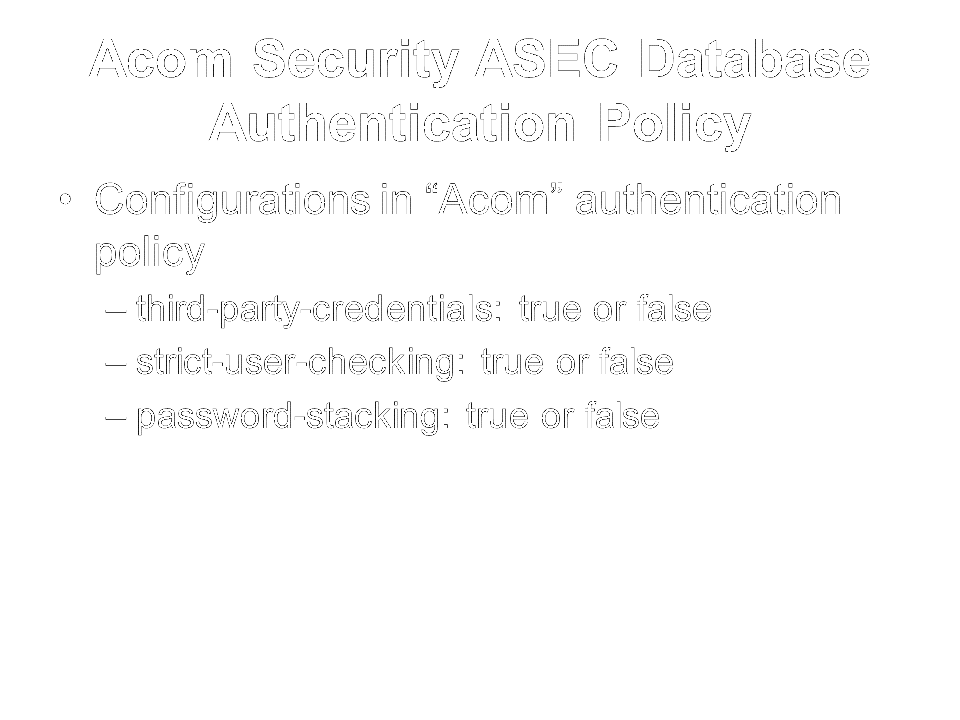 Acom Security ASEC Database
Authentication Policy
• Configurations in “Acom” authentication
policy
– third-party-credentials: true or false
– strict-user-checking: true or false
– password-stacking: true or false